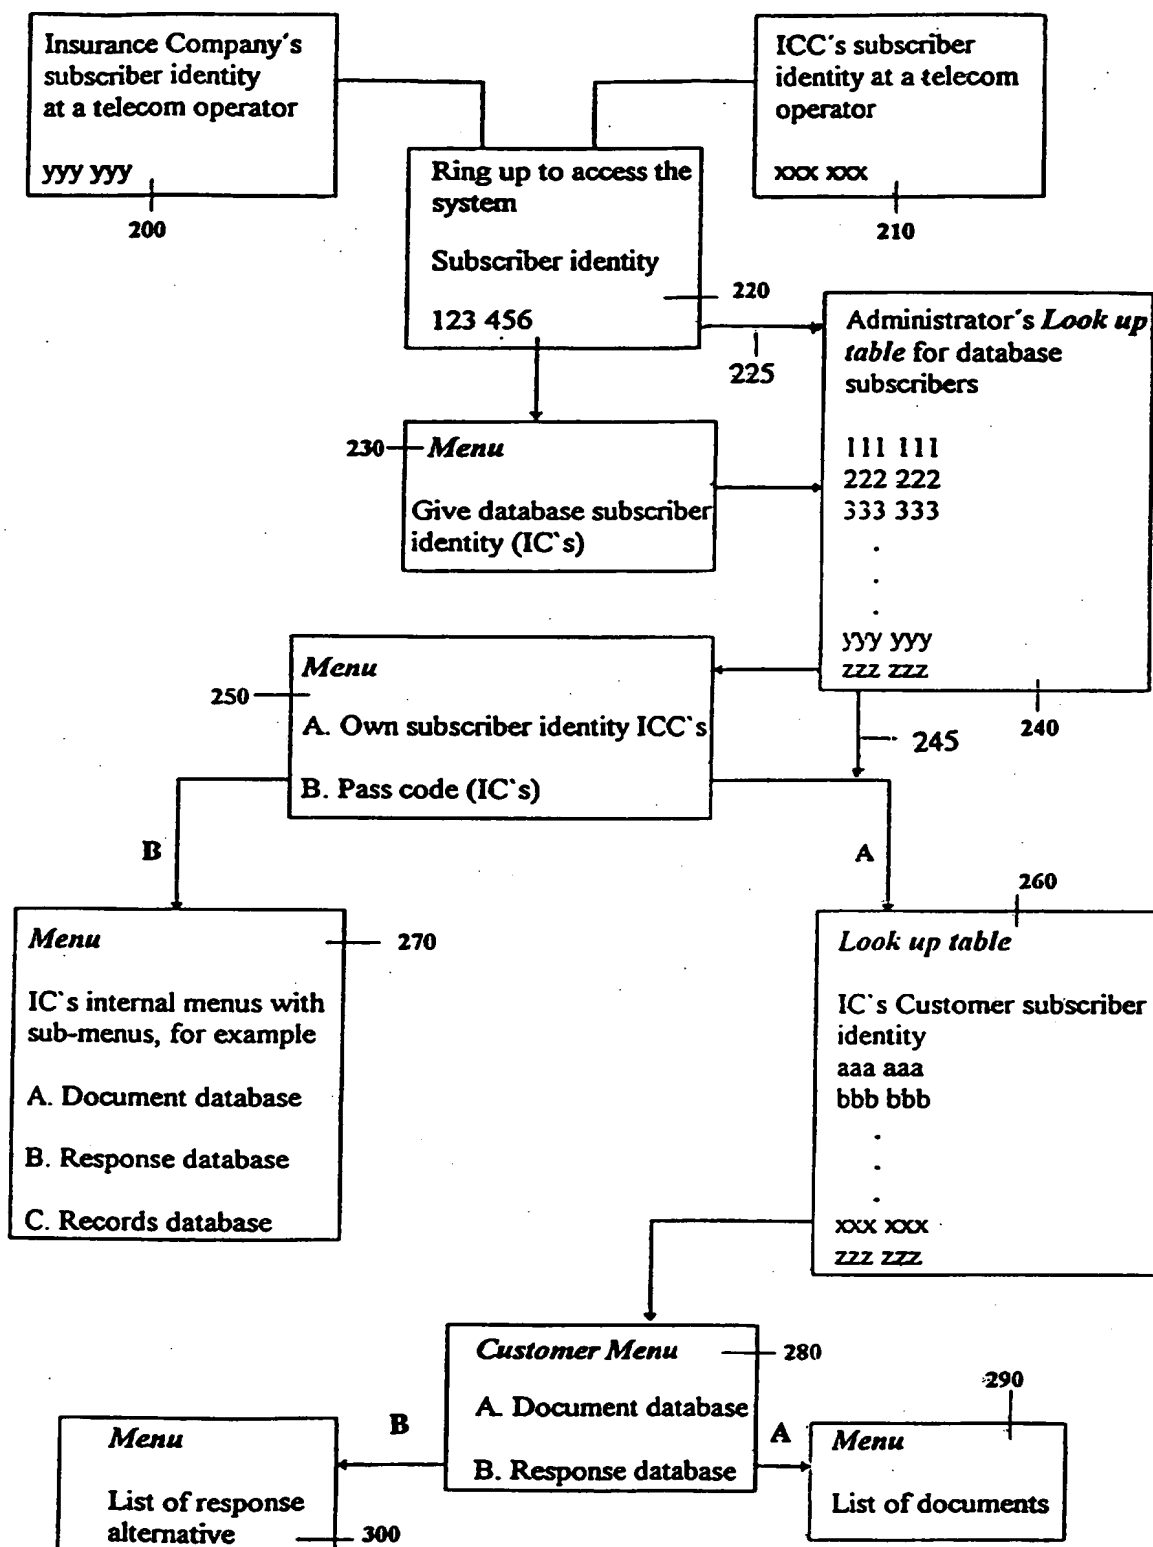 Insurance Company's
subscriber identity
at a telecom operator
yyy yyy
200
ICC's subscriber
identity at a telecom
operator
xxx xxx
210
Ring up to access the
system
Subscriber identity
123 456
220
225
Administrator's Look up
table for database
subscribers
111 111
222 222
333 333
.
.
.
yyy yyy
zzz zzz
240
230
Menu
Give database subscriber
identity (IC`s)
245
250
Menu
A. Own subscriber identity ICC`s
B. Pass code (IC`s)
B
A
270
Menu
IC`s internal menus with
sub-menus, for example
A. Document database
B. Response database
C. Records database
260
Look up table
IC`s Customer subscriber
identity
aaa aaa
bbb bbb
.
.
.
xxx xxx
zzz zzz
Customer Menu
280
A. Document database
B. Response database
B
A
290
Menu
List of documents
Menu
List of response
alternative
300